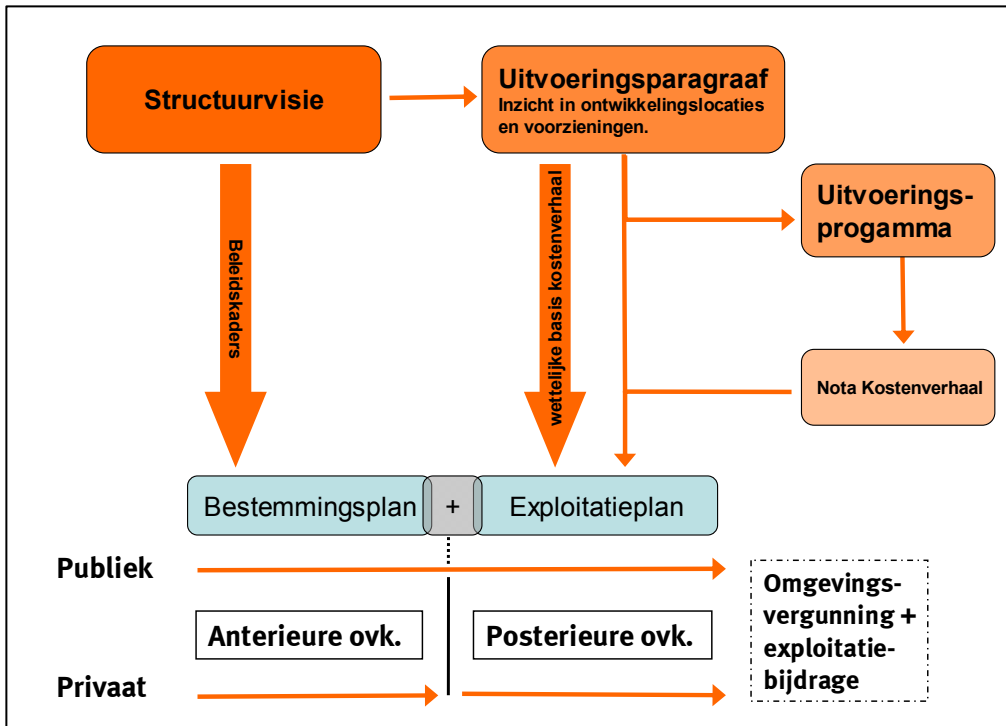 Structuurvisie
Uitvoeringsparagraaf
Inzicht in ontwikkelingslocaties
en voorzieningen.
Uitvoerings-
progamma
Beleidskaders
wettelijke basis kostenverhaal
Nota Kostenverhaal
Bestemmingsplan
+
Exploitatieplan
Publiek
Omgevings-
vergunning +
exploitatie-
bijdrage
Anterieure ovk.
Posterieure ovk.
Privaat